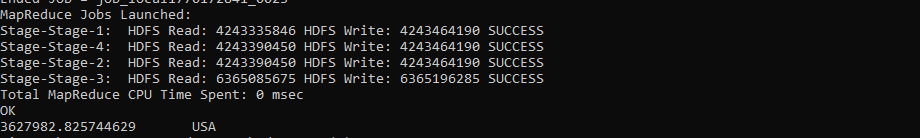 MapReduce Jobs Launched:
Stage-Stage-1:  HDFS Read: 4243335846 HDFS Write: 4243464190 SUCCESS
Stage-Stage-4:  HDFS Read: 4243390450 HDFS Write: 4243464190 SUCCESS
Stage-Stage-2:  HDFS Read: 4243390450 HDFS Write: 4243464190 SUCCESS
Stage-Stage-3:  HDFS Read: 6365085675 HDFS Write: 6365196285 SUCCESS
Total MapReduce CPU Time Spent: 0 msec
OK
3627982.825744629       USA